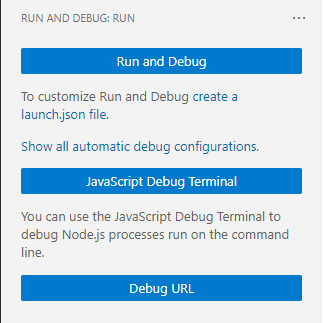 RUN AND DEBUG: RUN
Run and Debug
To customize Run and Debug create a
launch.json file.
Show all automatic debug configurations.
JavaScript Debug Terminal
You can use the JavaScript Debug Terminal to
debug Node.js processes run on the command
line.
Debug URL